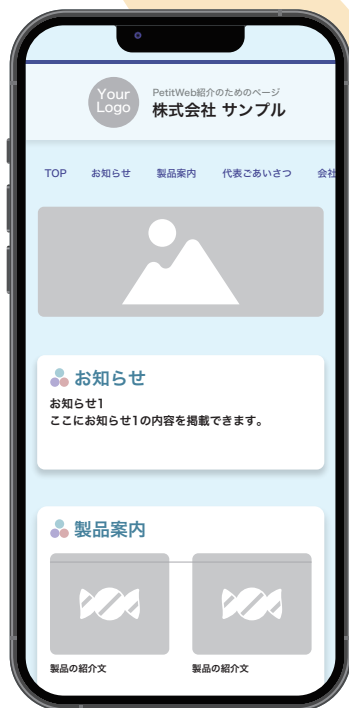 Your
Logo
PetitWeb紹介のためのページ
株式会社 サンプル
TOP お知らせ 製品案内 代表ごあいさつ 会社
お知らせ
お知らせ1
ここにお知らせ1の内容を掲載できます。
製品案内
製品の紹介文 製品の紹介文